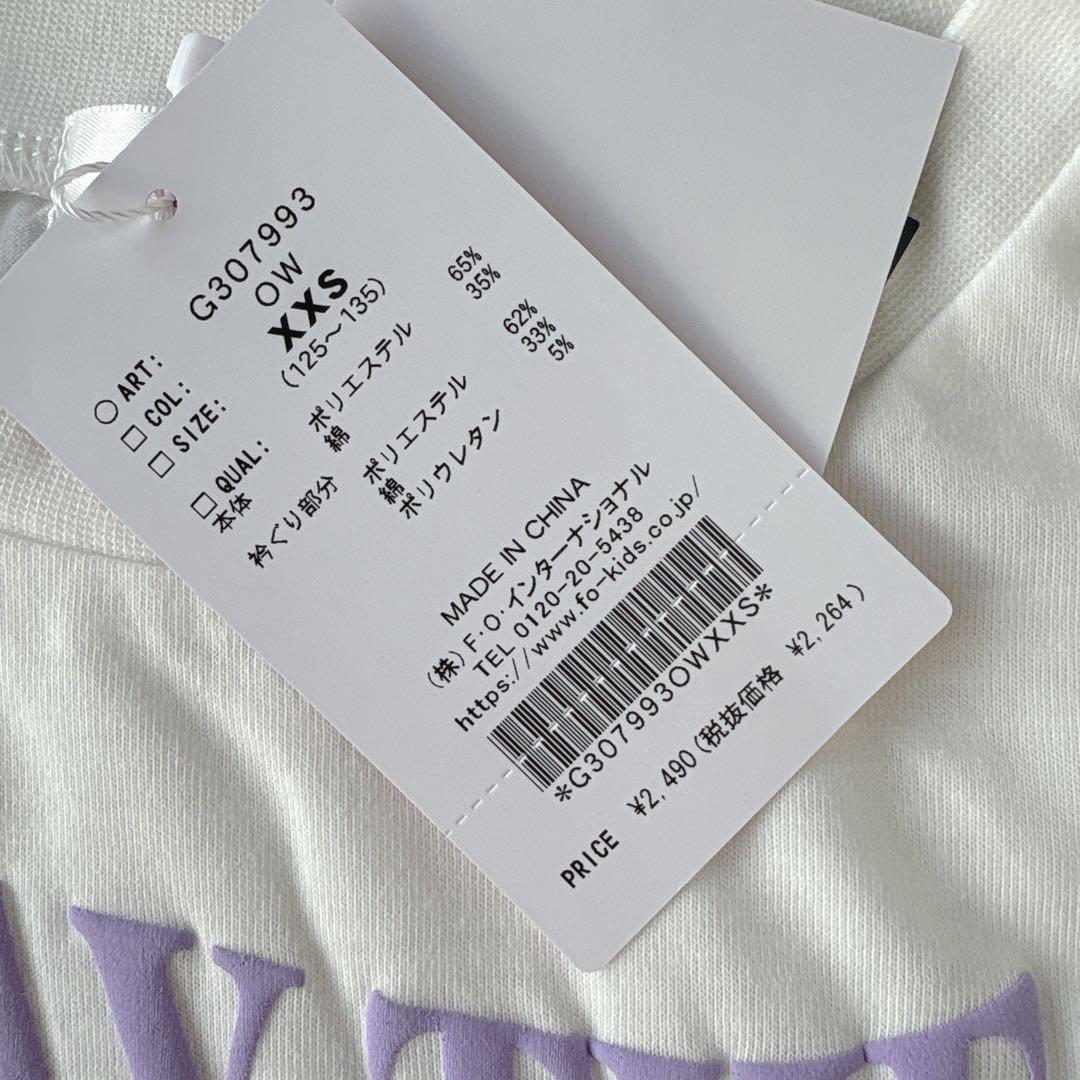 ○ ART: G307993
□ COL: OW
□ SIZE: XXS
(125～135)
□ QUAL:
本体 ポリエステル 65%
綿 35%
衿ぐり部分 ポリエステル 62%
綿 33%
ポリウレタン 5%
MADE IN CHINA
(株)F・O・インターナショナル
TEL 0120-20-5438
https://www.fo-kids.co.jp/
*G307993OWXXS*
PRICE ¥2,490(税抜価格 ¥2,264)